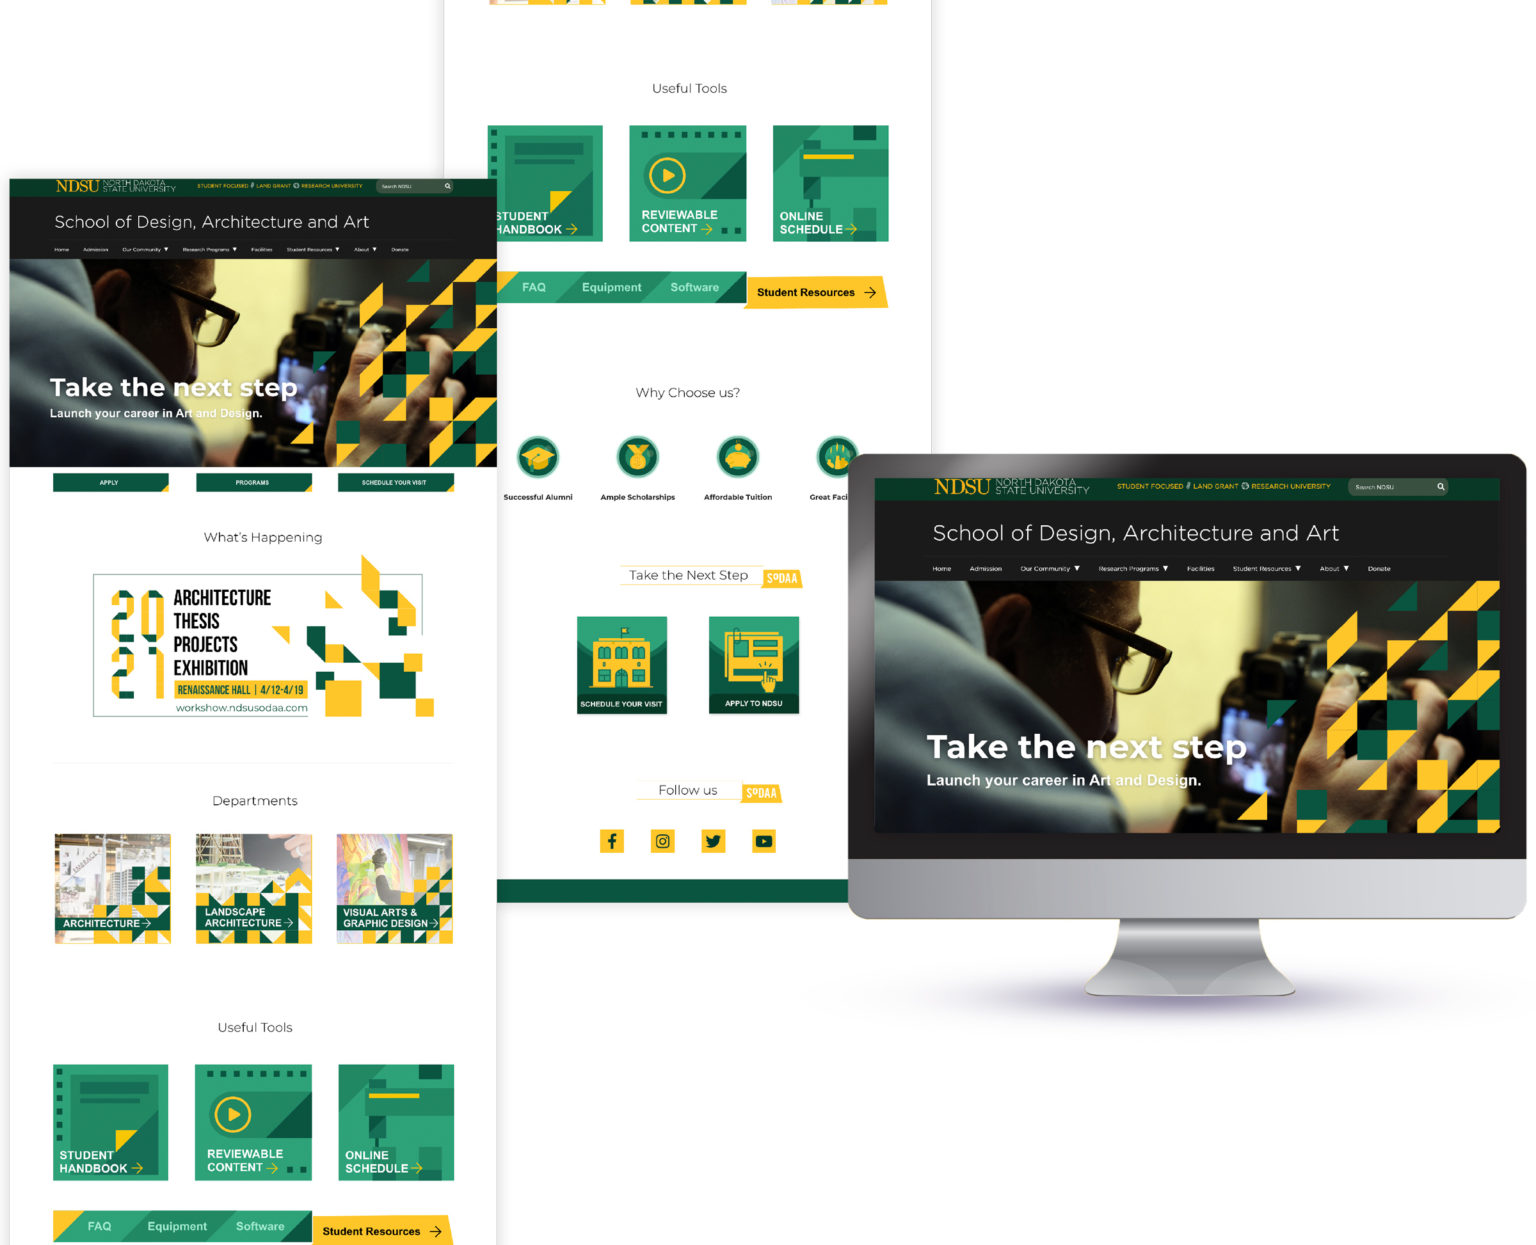 NDSU NORTH DAKOTA
STATE UNIVERSITY
STUDENT FOCUSED LAND GRANT RESEARCH UNIVERSITY
Search NDSU
School of Design, Architecture and Art
Home Admission Our Community ▼ Research Programs ▼ Facilities Student Resources ▼ About ▼ Donate
Take the next step
Launch your career in Art and Design.
APPLY PROGRAMS SCHEDULE YOUR VISIT
What's Happening
2021
ARCHITECTURE
THESIS
PROJECTS
EXHIBITION
RENAISSANCE HALL | 4/12-4/19
workshow.ndsusodaa.com
Departments
ARCHITECTURE→
LANDSCAPE
ARCHITECTURE→
VISUAL ARTS &
GRAPHIC DESIGN→
Useful Tools
STUDENT
HANDBOOK →
REVIEWABLE
CONTENT →
ONLINE
SCHEDULE→
FAQ Equipment Software Student Resources →
Useful Tools
STUDENT
HANDBOOK →
REVIEWABLE
CONTENT →
ONLINE
SCHEDULE→
FAQ Equipment Software Student Resources →
Why Choose us?
Successful Alumni Ample Scholarships Affordable Tuition Great Faci
Take the Next Step SODAA
SCHEDULE YOUR VISIT APPLY TO NDSU
Follow us SODAA
NDSU NORTH DAKOTA
STATE UNIVERSITY
STUDENT FOCUSED LAND GRANT RESEARCH UNIVERSITY
Search NDSU
School of Design, Architecture and Art
Home Admission Our Community ▼ Research Programs ▼ Facilities Student Resources ▼ About ▼ Donate
Take the next step
Launch your career in Art and Design.